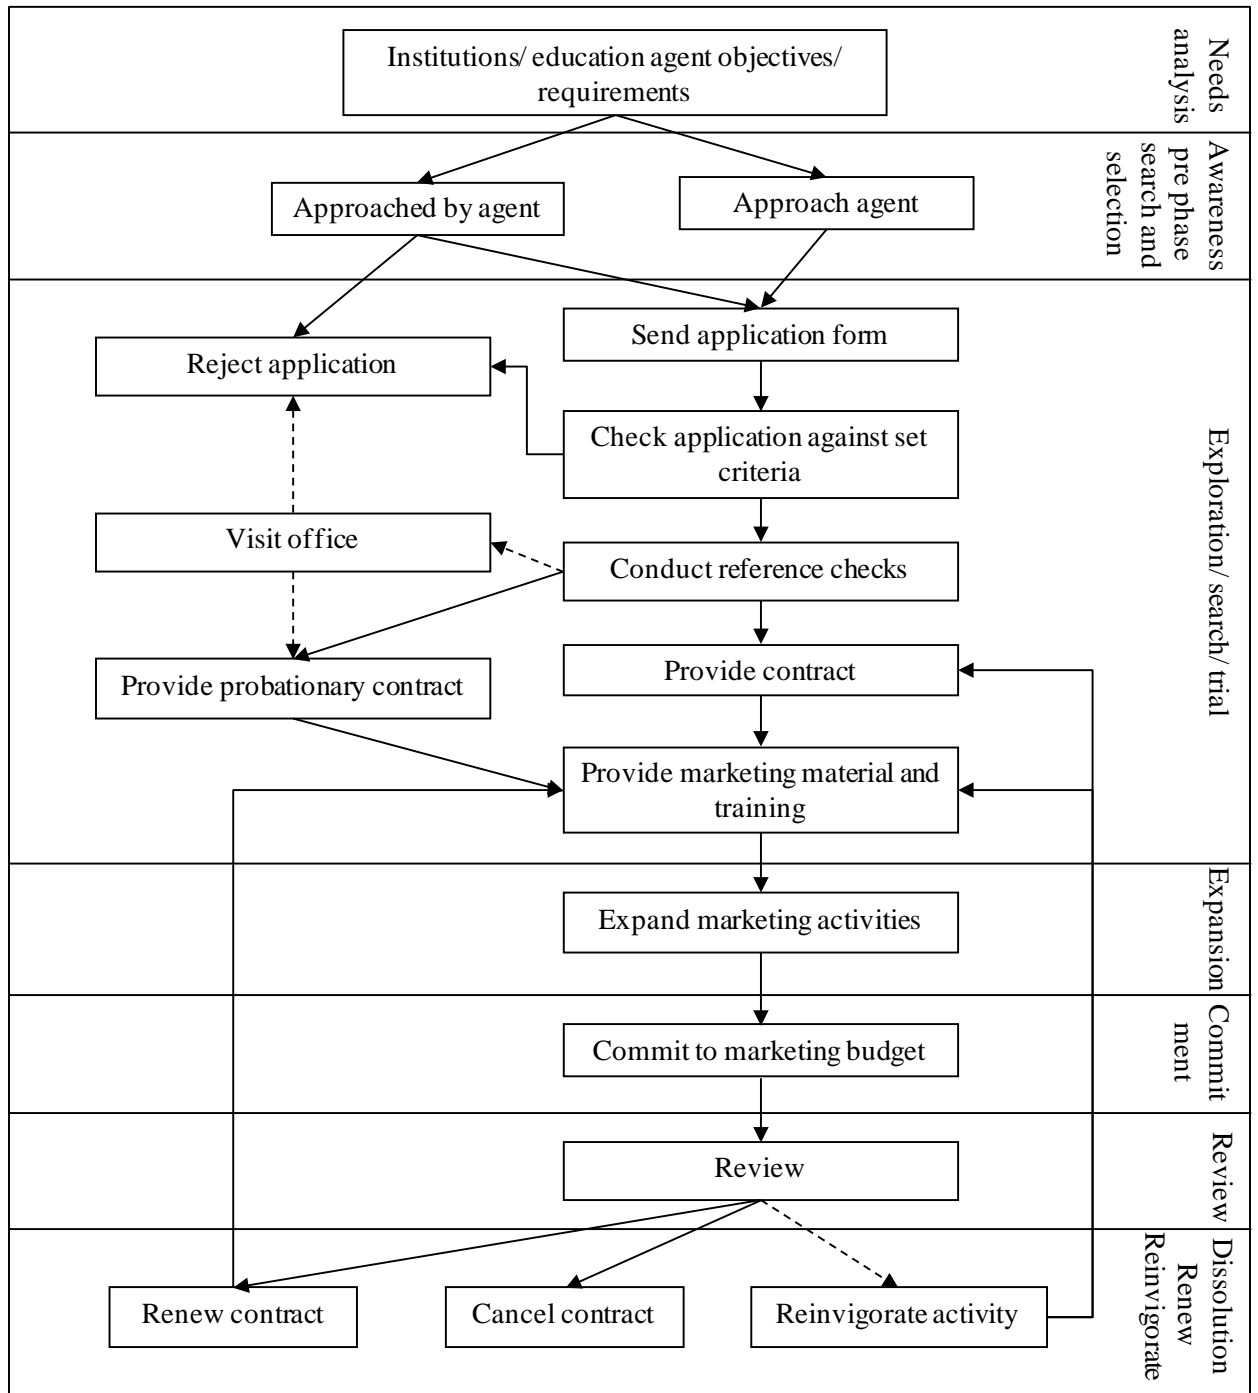 Institutions/ education agent objectives/
requirements
Needs
analysis
Approached by agent
Approach agent
Awareness
pre phase
search and
selection
Send application form
Reject application
Check application against set
criteria
Visit office
Conduct reference checks
Provide probationary contract
Provide contract
Provide marketing material and
training
Exploration/ search/ trial
Expand marketing activities
Expansion
Commit to marketing budget
Commit
ment
Review
Review
Renew contract
Cancel contract
Reinvigorate activity
Dissolution
Renew
Reinvigorate